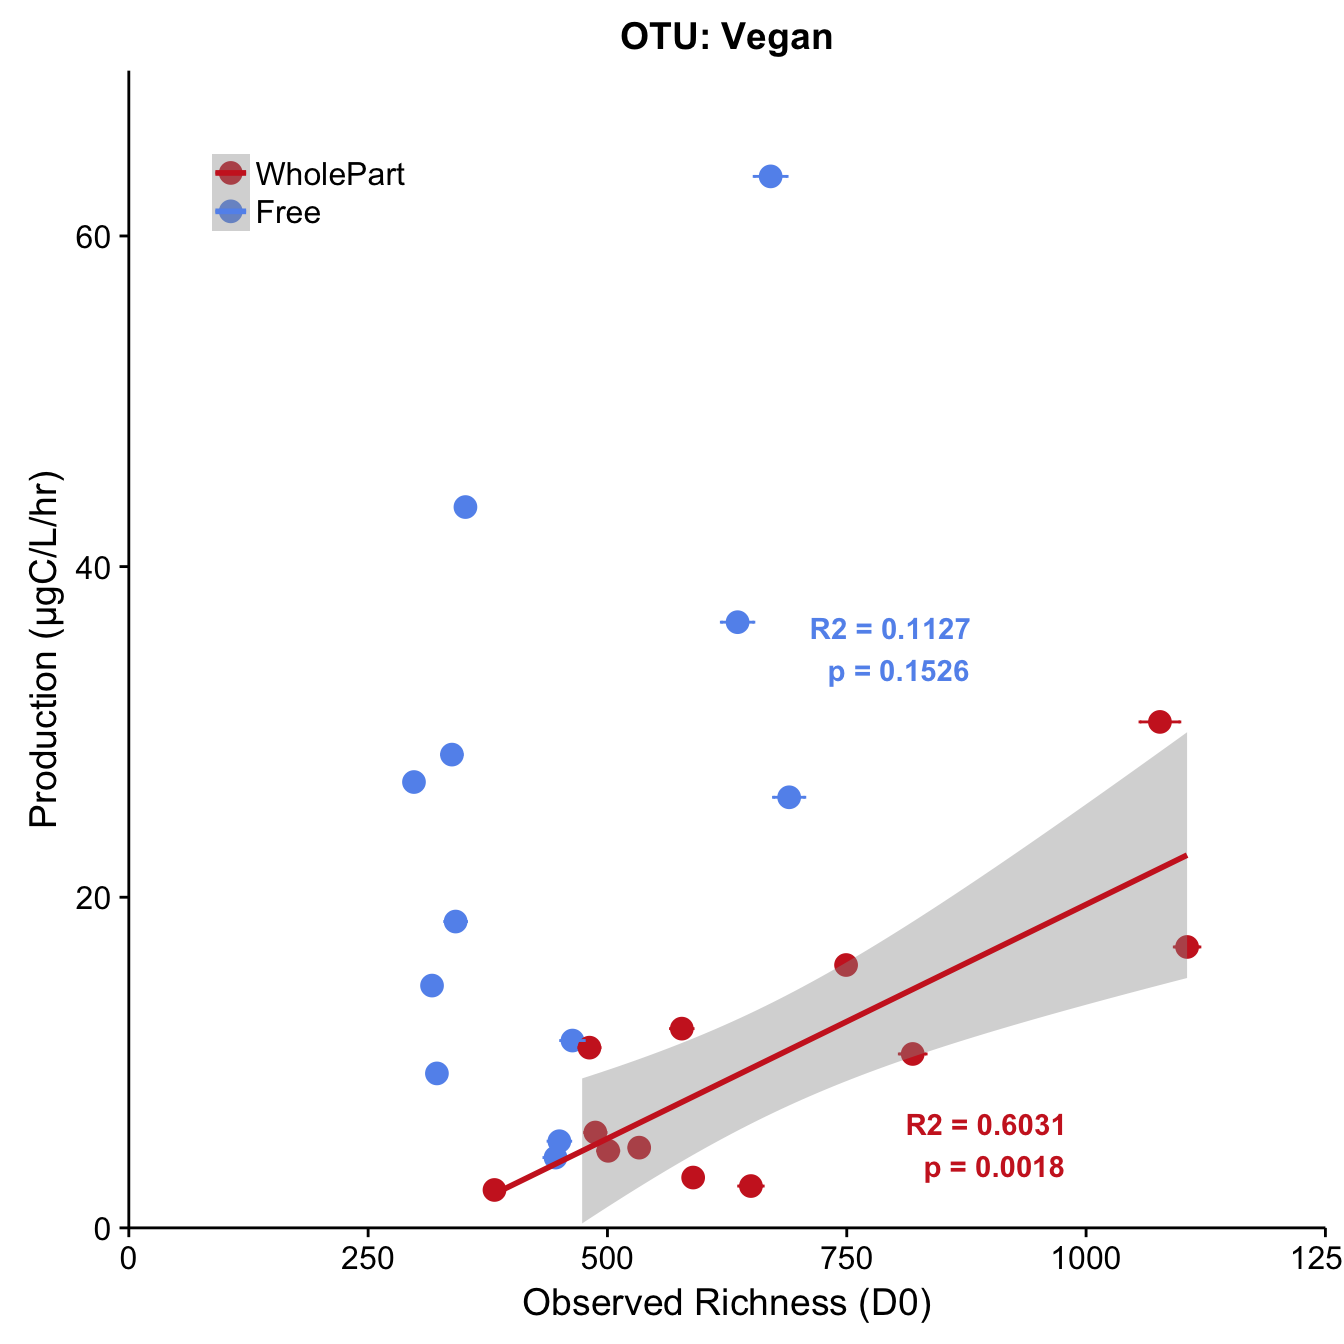 OTU: Vegan
WholePart
Free
60
40
20
0
Production (µgC/L/hr)
R2 = 0.1127
p = 0.1526
R2 = 0.6031
p = 0.0018
0 250 500 750 1000 125
Observed Richness (D0)